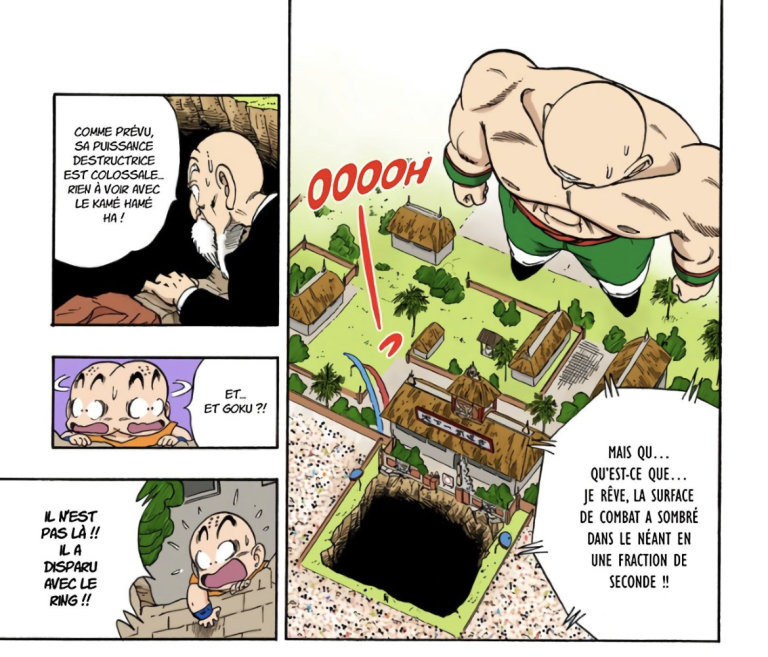 COMME PRÉVU,
SA PUISSANCE
DESTRUCTRICE
EST COLOSSALE...
RIEN À VOIR AVEC
LE KAMÉ HAMÉ
HA !
OOOOH
!
ET...
ET GOKU ?!
MAIS QU...
QU'EST-CE QUE...
JE RÊVE, LA SURFACE
DE COMBAT A SOMBRÉ
DANS LE NÉANT EN
UNE FRACTION DE
SECONDE !!
IL N'EST
PAS LÀ !!
IL A
DISPARU
AVEC LE
RING !!